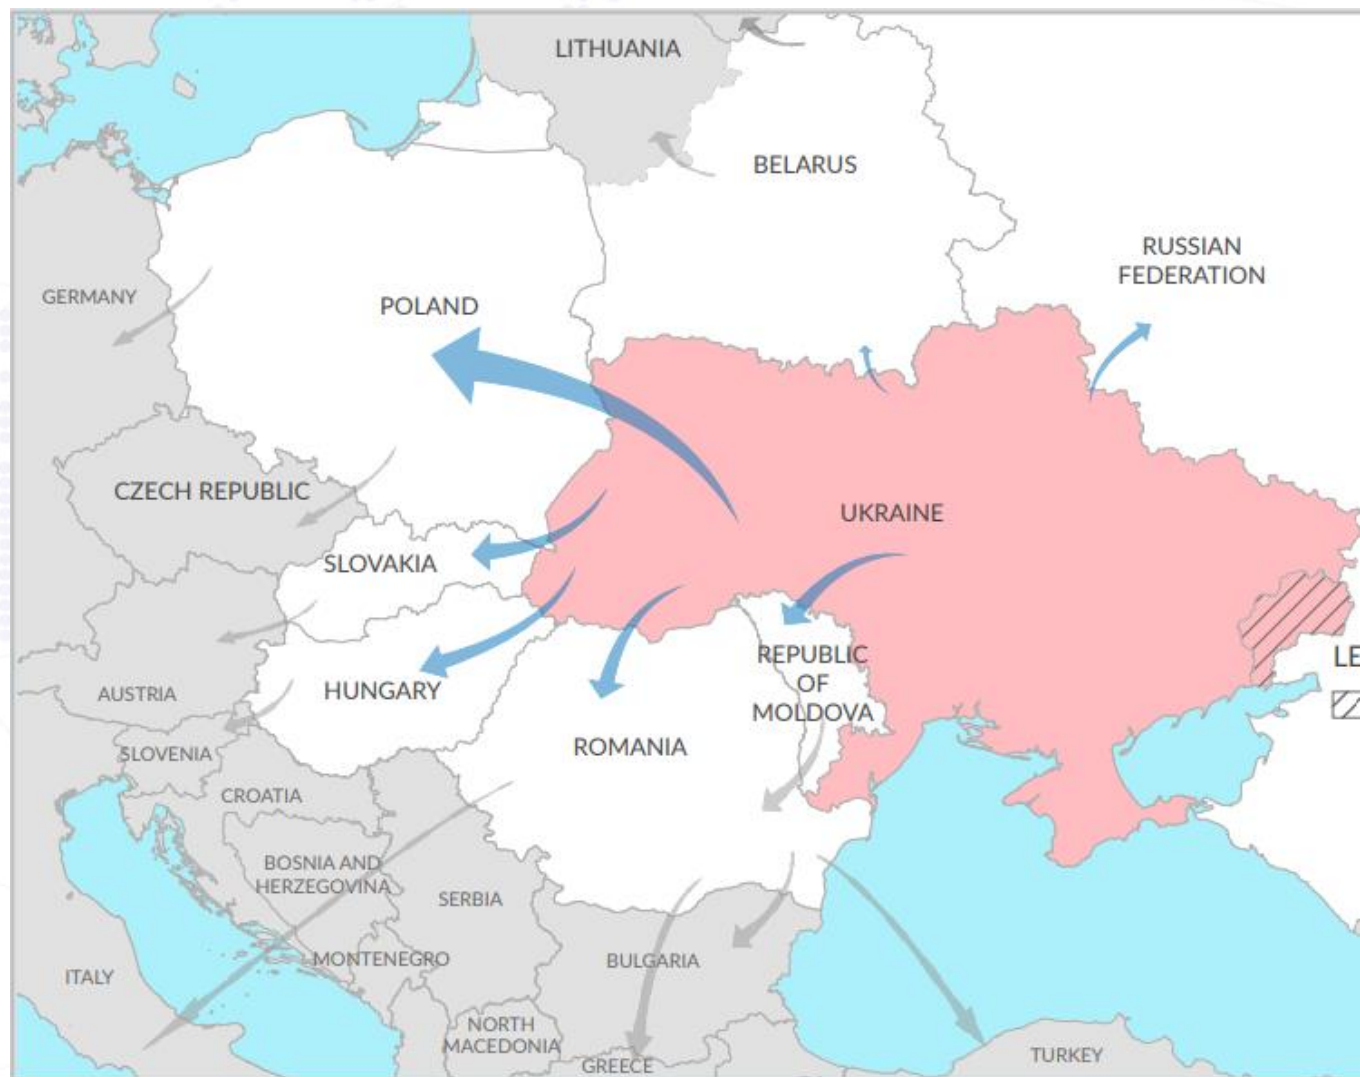 LITHUANIA
BELARUS
RUSSIAN
FEDERATION
GERMANY
POLAND
CZECH REPUBLIC
UKRAINE
SLOVAKIA
REPUBLIC
OF
MOLDOVA
LE
HUNGARY
AUSTRIA
ROMANIA
SLOVENIA
CROATIA
BOSNIA AND
HERZEGOVINA
SERBIA
MONTENEGRO
BULGARIA
ITALY
NORTH
MACEDONIA
GREECE
TURKEY